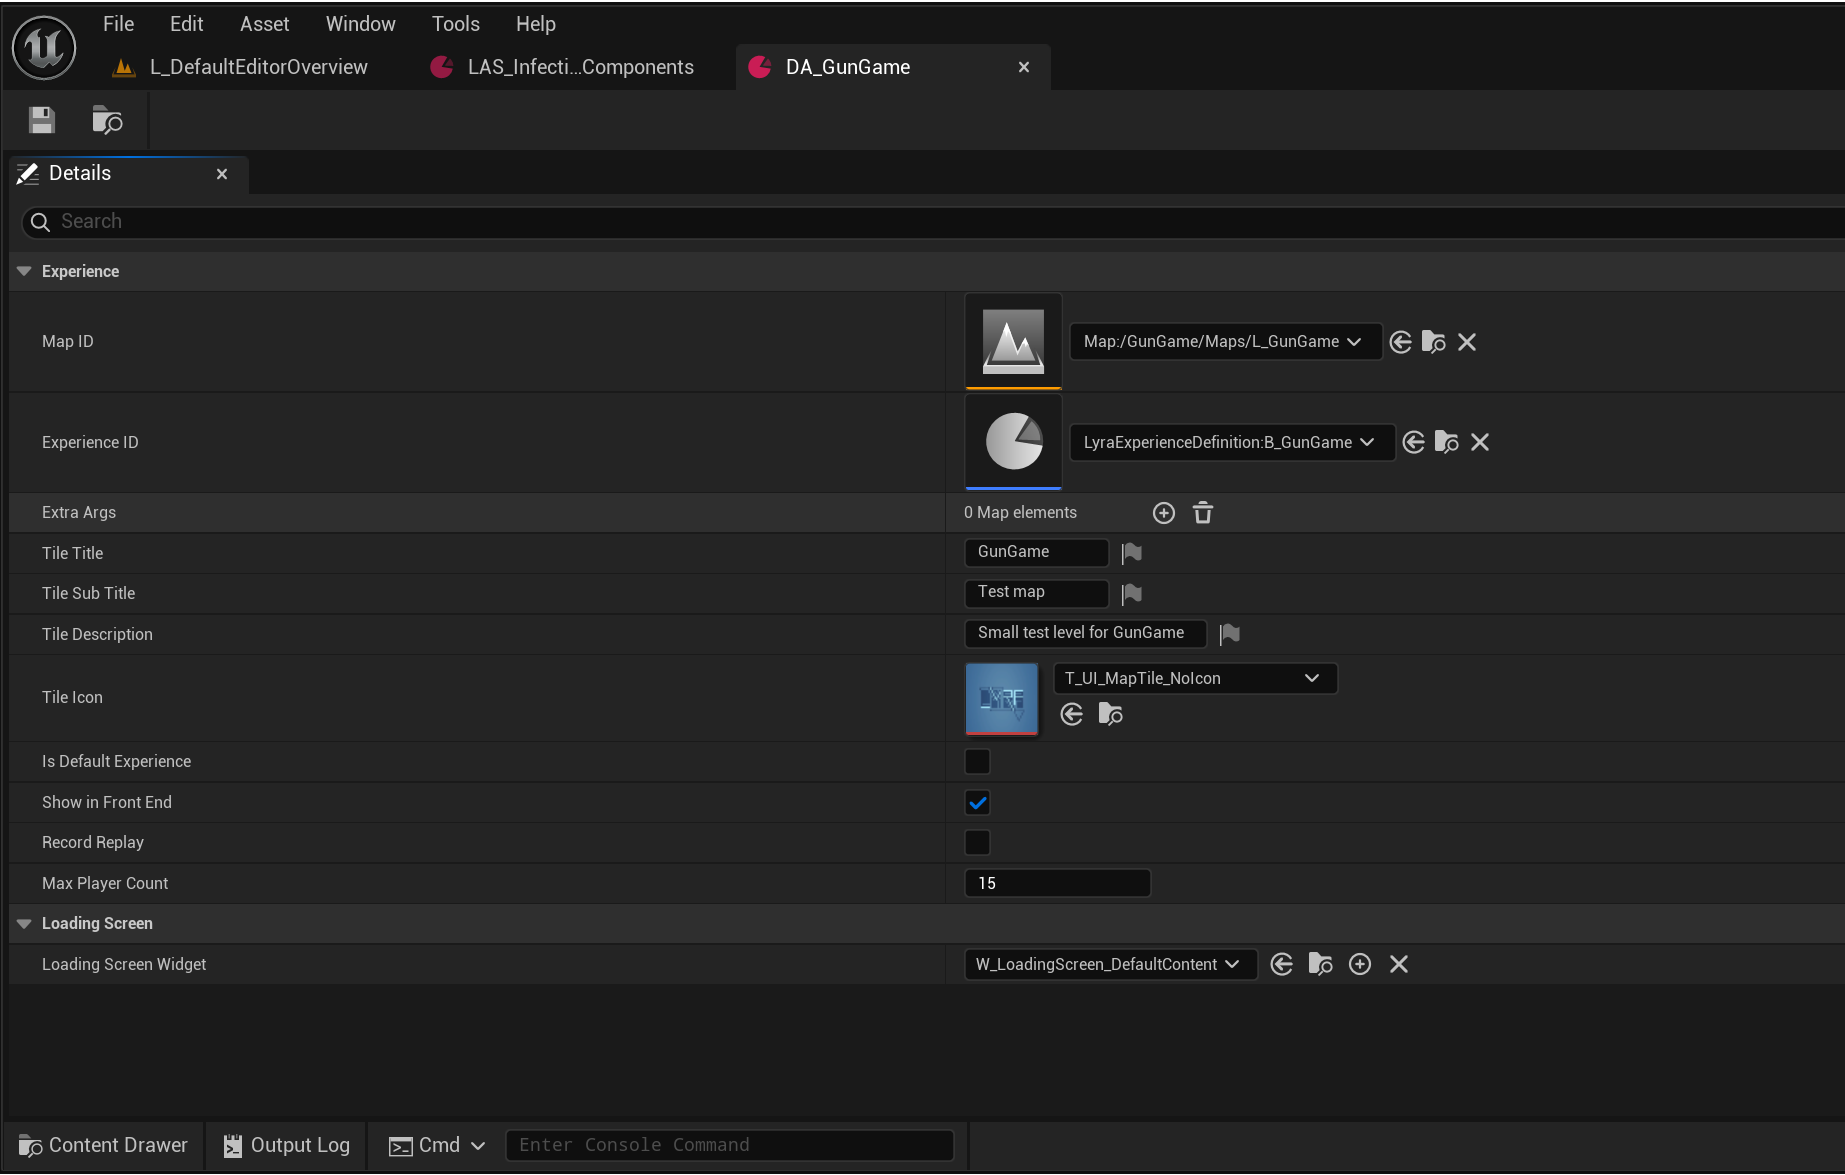 File Edit Asset Window Tools Help
L_DefaultEditorOverview LAS_Infecti...Components DA_GunGame
Details
Search
Experience
Map ID Map:/GunGame/Maps/L_GunGame
Experience ID LyraExperienceDefinition:B_GunGame
Extra Args 0 Map elements
Tile Title GunGame
Tile Sub Title Test map
Tile Description Small test level for GunGame
Tile Icon T_UI_MapTile_NoIcon
Is Default Experience
Show in Front End
Record Replay
Max Player Count 15
Loading Screen
Loading Screen Widget W_LoadingScreen_DefaultContent
Content Drawer Output Log Cmd Enter Console Command